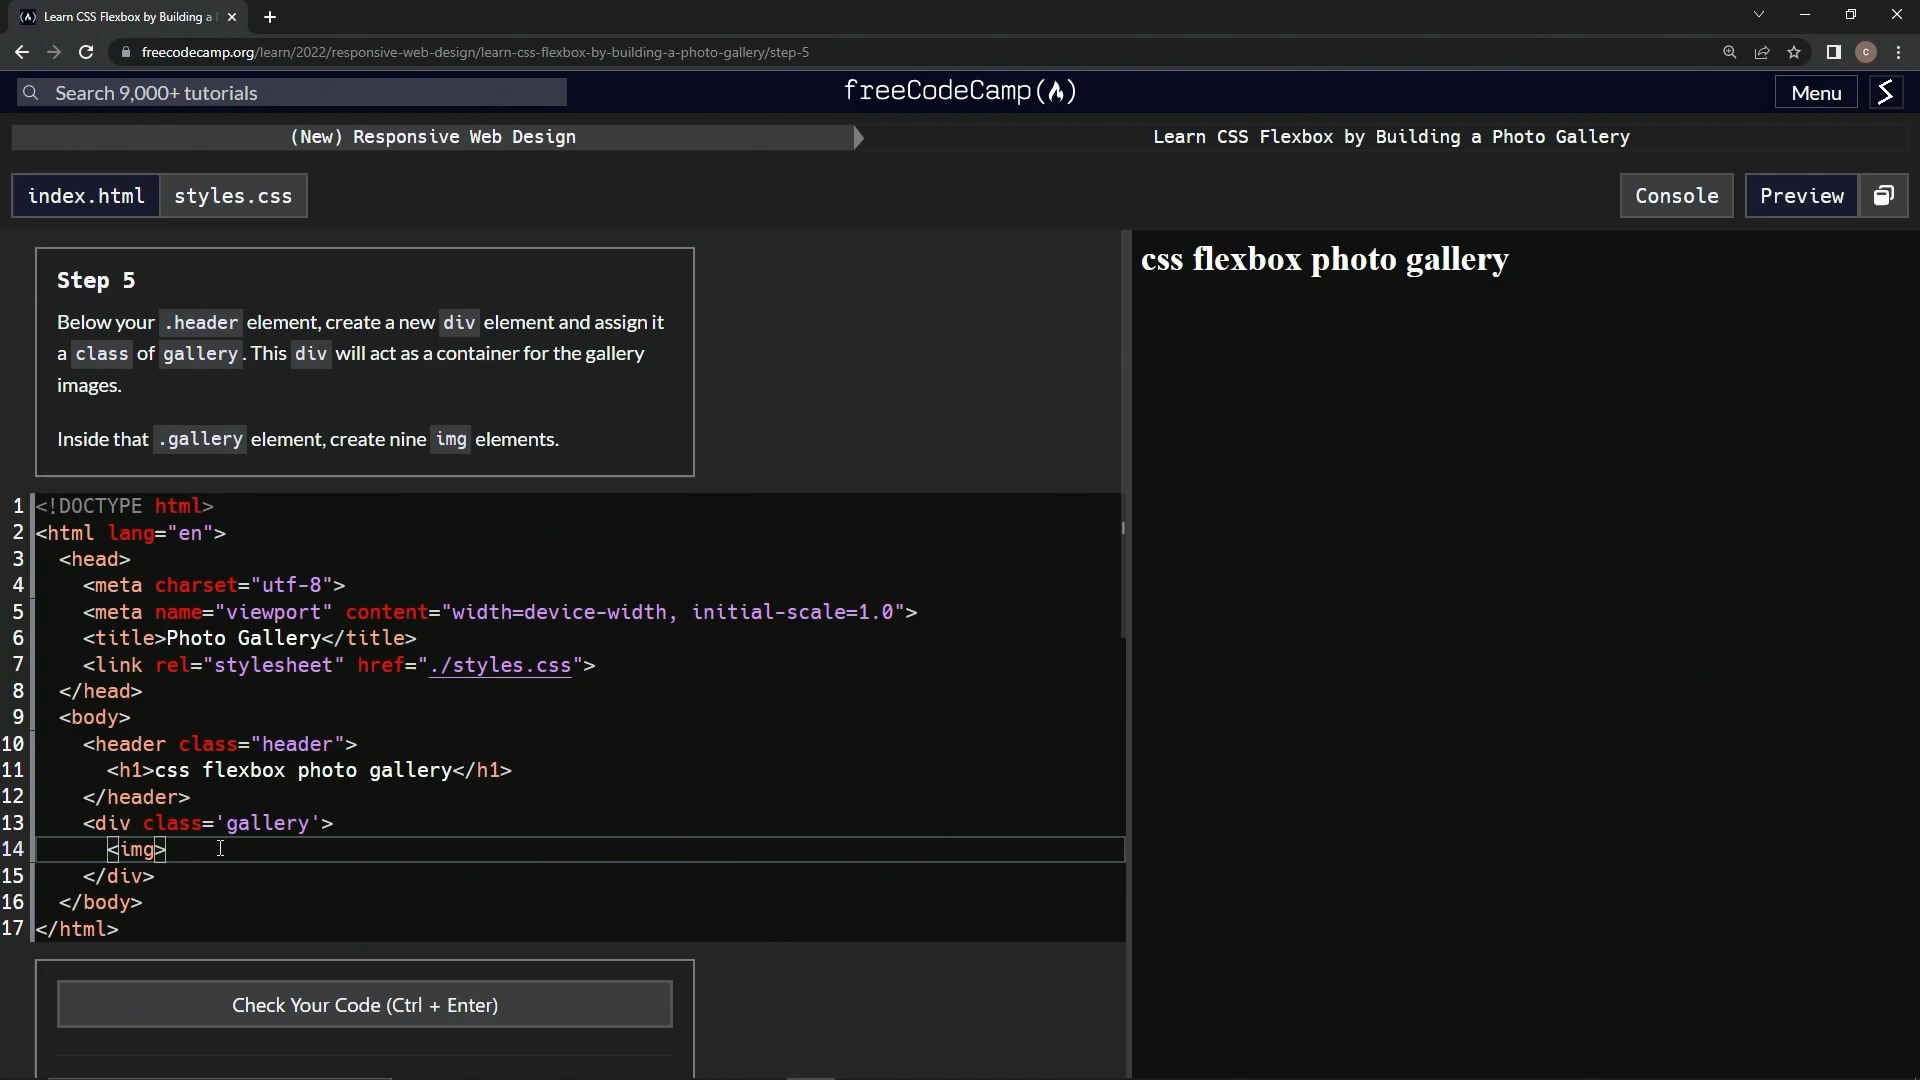 Learn CSS Flexbox by Building a
freecodecamp.org/learn/2022/responsive-web-design/learn-css-flexbox-by-building-a-photo-gallery/step-5
C
Search 9,000+ tutorials
freeCodeCamp
Menu
(New) Responsive Web Design
Learn CSS Flexbox by Building a Photo Gallery
index.html
styles.css
Console
Preview
css flexbox photo gallery
Step 5
Below your .header element, create a new div element and assign it
a class of gallery. This div will act as a container for the gallery
images.
Inside that .gallery element, create nine img elements.
1 <!DOCTYPE html>
2 <html lang="en">
3 <head>
4 <meta charset="utf-8">
5 <meta name="viewport" content="width=device-width, initial-scale=1.0">
6 <title>Photo Gallery</title>
7 <link rel="stylesheet" href="./styles.css">
8 </head>
9 <body>
10 <header class="header">
11 <h1>css flexbox photo gallery</h1>
12 </header>
13 <div class='gallery'>
14 <img>
15 </div>
16 </body>
17 </html>
Check Your Code (Ctrl + Enter)